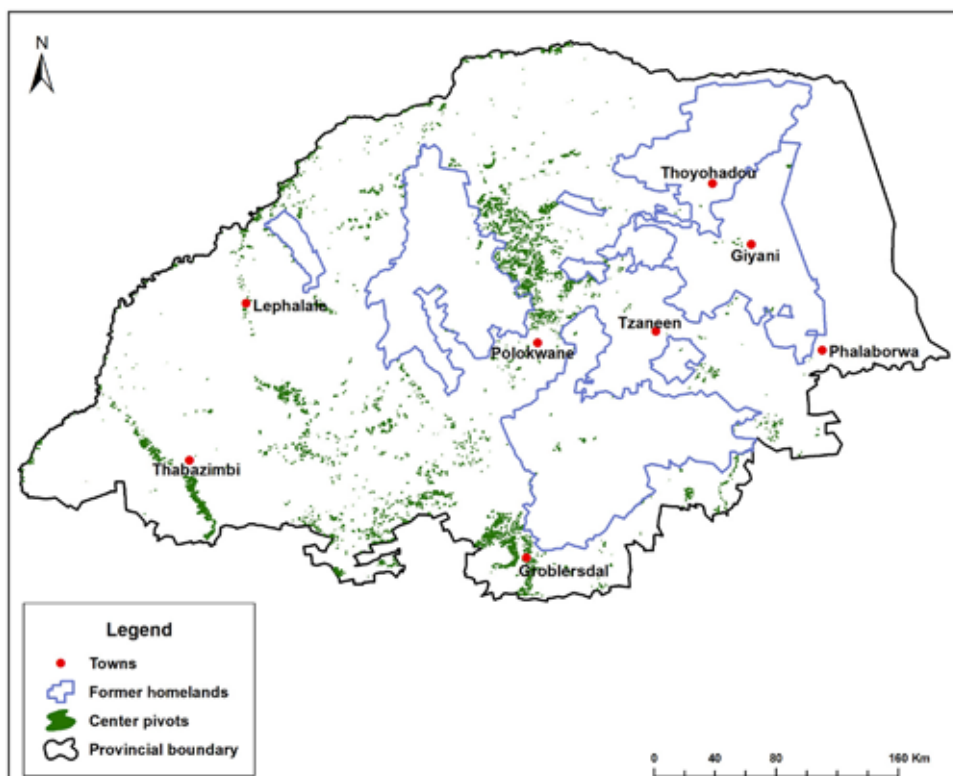 N
Thoyohadou
Giyani
Lephalale
Tzaneen
Polokwane
Phalaborwa
Thabazimbi
Groblersdal
Legend
Towns
Former homelands
Center pivots
Provincial boundary
0 40 80 160 Km